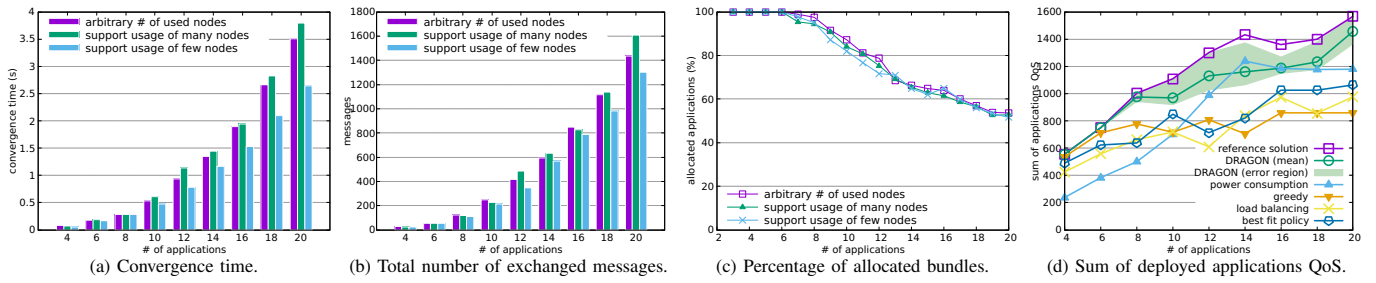 convergence time (s)
4
3.5
3
2.5
2
1.5
1
0.5
0
arbitrary # of used nodes
support usage of many nodes
support usage of few nodes
4 6 8 10 12 14 16 18 20
# of applications
(a) Convergence time.
messages
1800
1600
1400
1200
1000
800
600
400
200
0
arbitrary # of used nodes
support usage of many nodes
support usage of few nodes
4 6 8 10 12 14 16 18 20
# of applications
(b) Total number of exchanged messages.
allocated applications (%)
100
80
60
40
20
0
arbitrary # of used nodes
support usage of many nodes
support usage of few nodes
2 4 6 8 10 12 14 16 18 20
# of applications
(c) Percentage of allocated bundles.
sum of applications QoS
1600
1400
1200
1000
800
600
400
200
0
reference solution
DRAGON (mean)
DRAGON (error region)
power consumption
greedy
load balancing
best fit policy
4 6 8 10 12 14 16 18 20
# of applications
(d) Sum of deployed applications QoS.